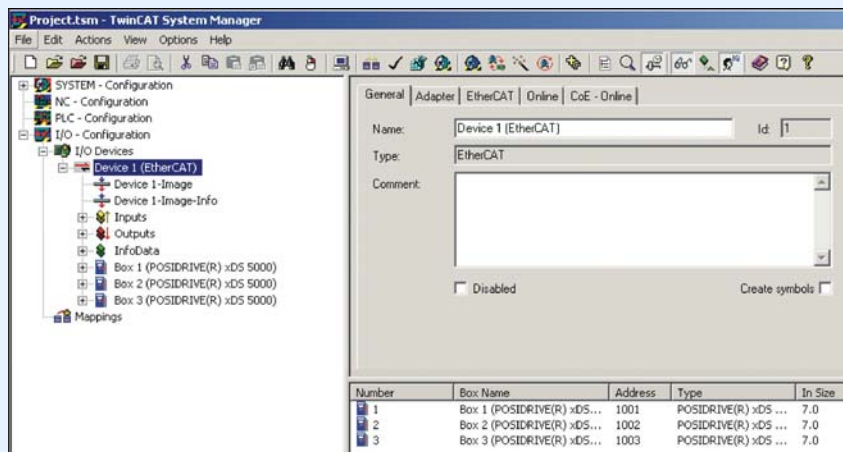 Project.tsm - TwinCAT System Manager
File Edit Actions View Options Help
SYSTEM - Configuration
NC - Configuration
PLC - Configuration
I/O - Configuration
I/O Devices
Device 1 (EtherCAT)
Device 1-Image
Device 1-Image-Info
Inputs
Outputs
InfoData
Box 1 (POSIDRIVE(R) xDS 5000)
Box 2 (POSIDRIVE(R) xDS 5000)
Box 3 (POSIDRIVE(R) xDS 5000)
Mappings
General Adapter EtherCAT Online CoE - Online
Name: Device 1 (EtherCAT) Id: 1
Type: EtherCAT
Comment:
Disabled Create symbols
Number Box Name Address Type In Size
1 Box 1 (POSIDRIVE(R) xDS... 1001 POSIDRIVE(R) xDS ... 7.0
2 Box 2 (POSIDRIVE(R) xDS... 1002 POSIDRIVE(R) xDS ... 7.0
3 Box 3 (POSIDRIVE(R) xDS... 1003 POSIDRIVE(R) xDS ... 7.0